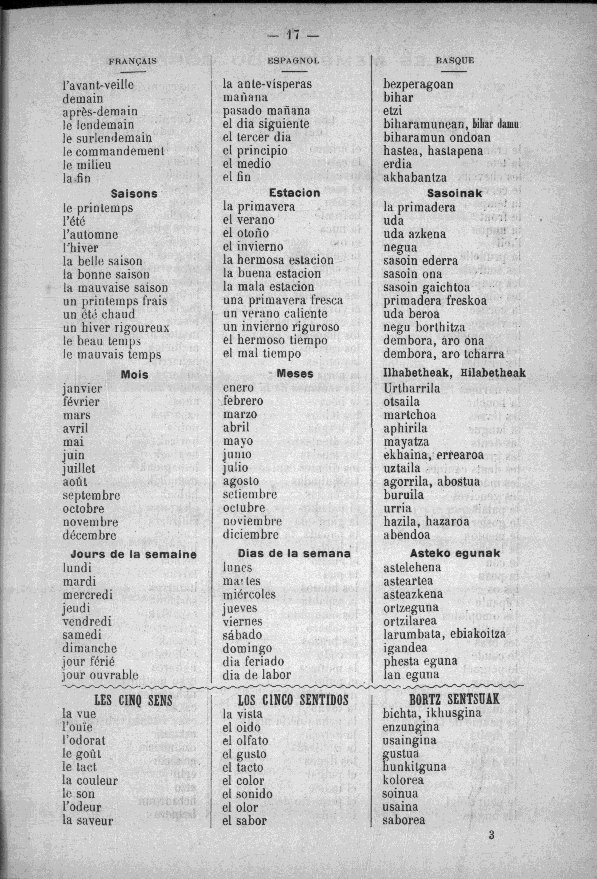 — 17 —
FRANÇAIS ESPAGNOL BASQUE
l'avant-veille la ante-visperas bezperagoan
demain mañana bihar
après-demain pasado mañana etzi
le lendemain el dia siguiente biharamunean, bihar damu
le surlendemain el tercer dia biharamun ondoan
le commandement el principio hastea, hastapena
le milieu el medio erdia
la fin el fin akhabantza
Saisons Estacion Sasoinak
le printemps la primavera la primadera
l'été el verano uda
l'automne el otoño uda azkena
l'hiver el invierno negua
la belle saison la hermosa estacion sasoin ederra
la bonne saison la buena estacion sasoin ona
la mauvaise saison la mala estacion sasoin gaichtoa
un printemps frais una primavera fresca primadera freskoa
un été chaud un verano caliente uda beroa
un hiver rigoureux un invierno riguroso negu borthitza
le beau temps el hermoso tiempo dembora, aro ona
le mauvais temps el mal tiempo dembora, aro tcharra
Mois Meses Ilhabetheak, Hilabetheak
janvier enero Urtharrila
février febrero otsaila
mars marzo martchoa
avril abril aphirila
mai mayo mayatza
juin junio ekhaina, errearoa
juillet julio uztaila
août agosto agorrila, abostua
septembre setiembre buruila
octobre octubre urria
novembre noviembre hazila, hazaroa
décembre diciembre abendoa
Jours de la semaine Dias de la semana Asteko egunak
lundi lunes astelehena
mardi martes asteartea
mercredi miércoles asteazkena
jeudi jueves ortzeguna
vendredi viernes ortzilarea
samedi sábado larumbata, ebiakoitza
dimanche domingo igandea
jour férié dia feriado phesta eguna
jour ouvrable dia de labor lan eguna
LES CINQ SENS LOS CINCO SENTIDOS BORTZ SENTSUAK
la vue la vista bichta, ikhusgina
l'ouïe el oido enzungina
l'odorat el olfato usaingina
le goût el gusto gustua
le tact el tacto hunkitguna
la couleur el color kolorea
le son el sonido soinua
l'odeur el olor usaina
la saveur el sabor saborea
3